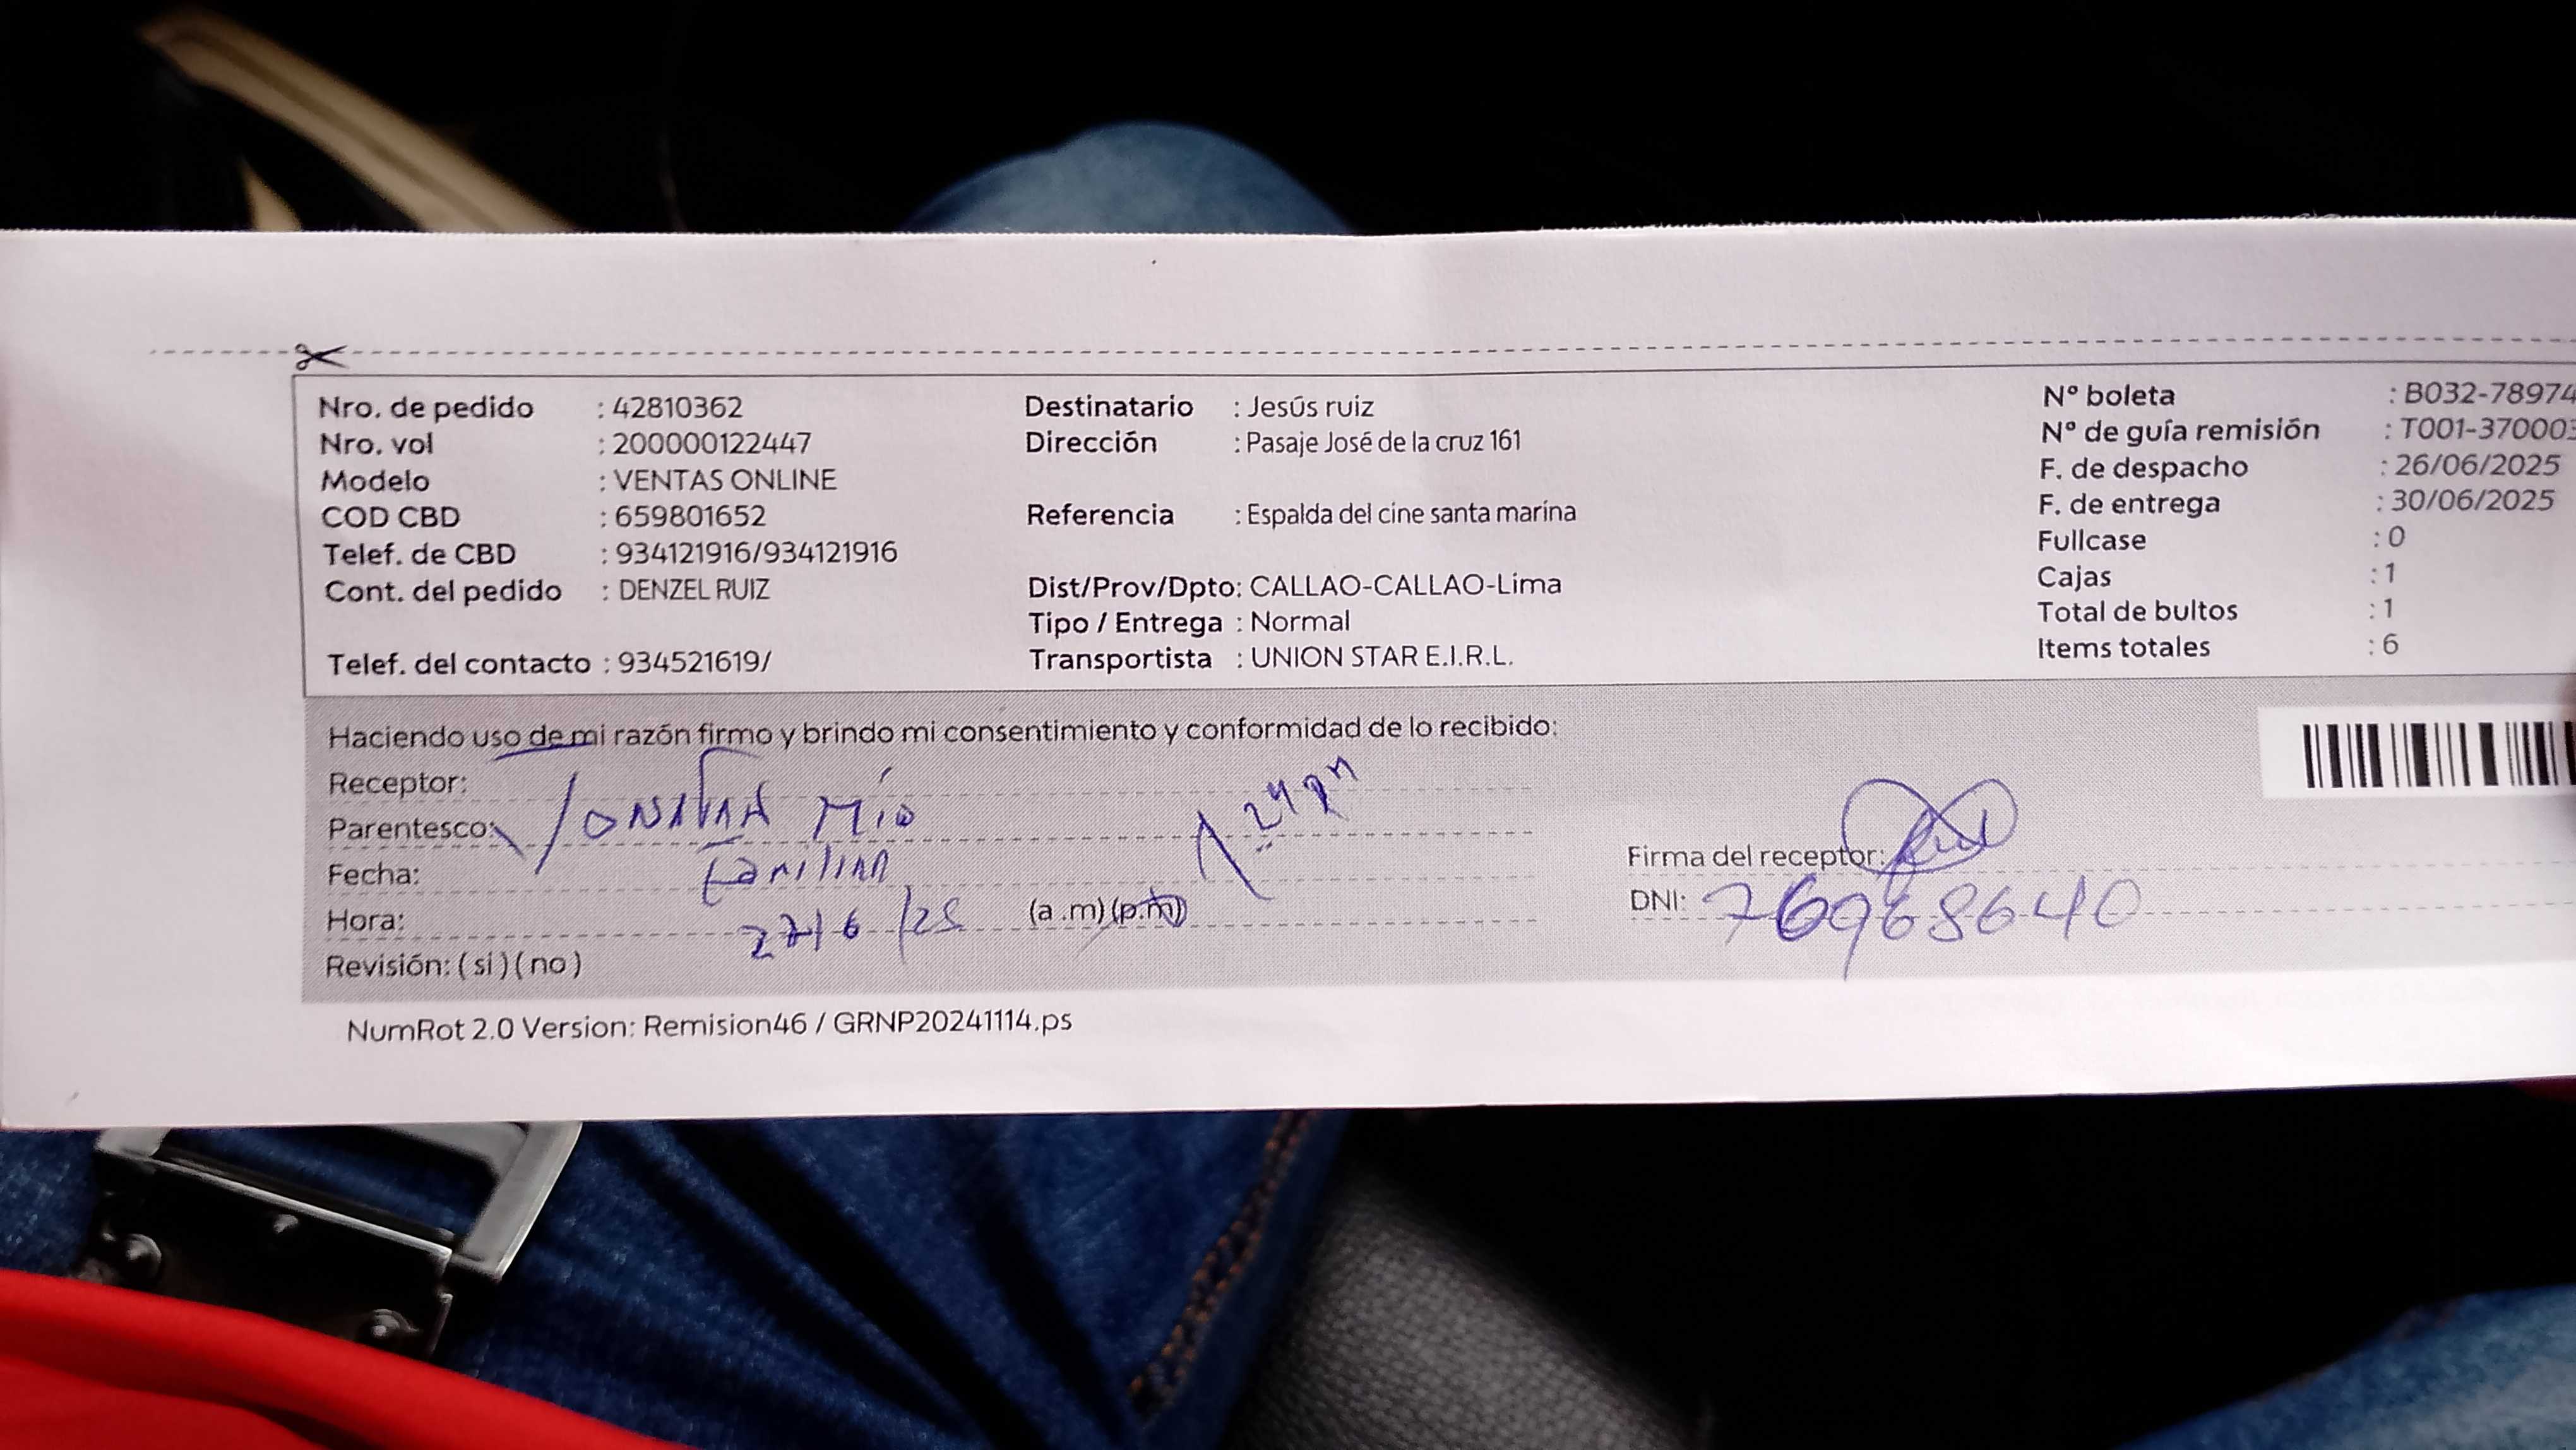 Nro. de pedido : 42810362
Nro. vol : 200000122447
Modelo : VENTAS ONLINE
COD CBD : 659801652
Telef. de CBD : 934121916/934121916
Cont. del pedido : DENZEL RUIZ
Telef. del contacto : 934521619/
Destinatario : Jesús ruiz
Dirección : Pasaje José de la cruz 161
Referencia : Espalda del cine santa marina
Dist/Prov/Dpto: CALLAO-CALLAO-Lima
Tipo / Entrega : Normal
Transportista : UNION STAR E.I.R.L.
Nº boleta : B032-78974
Nº de guía remisión : T001-370003
F. de despacho : 26/06/2025
F. de entrega : 30/06/2025
Fullcase : 0
Cajas : 1
Total de bultos : 1
Items totales : 6
Haciendo uso de mi razón firmo y brindo mi consentimiento y conformidad de lo recibido:
Receptor:
Parentesco: Mío
Fecha: Familiar
Hora: 27/6/25 (a .m) (p.m)
Revisión: ( si ) ( no )
Firma del receptor:
DNI: 76968640
NumRot 2.0 Version: Remision46 / GRNP20241114.ps